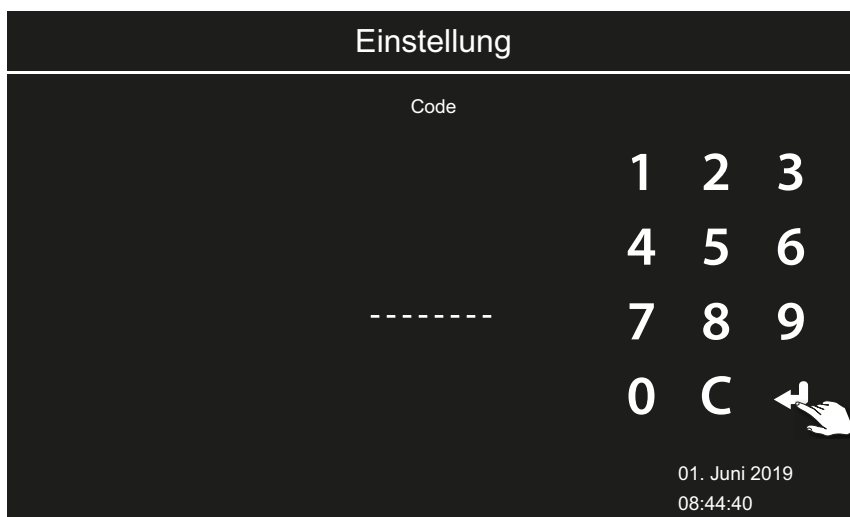 Einstellung
Code
1 2 3
4 5 6
--------
7 8 9
0 C
01. Juni 2019
08:44:40